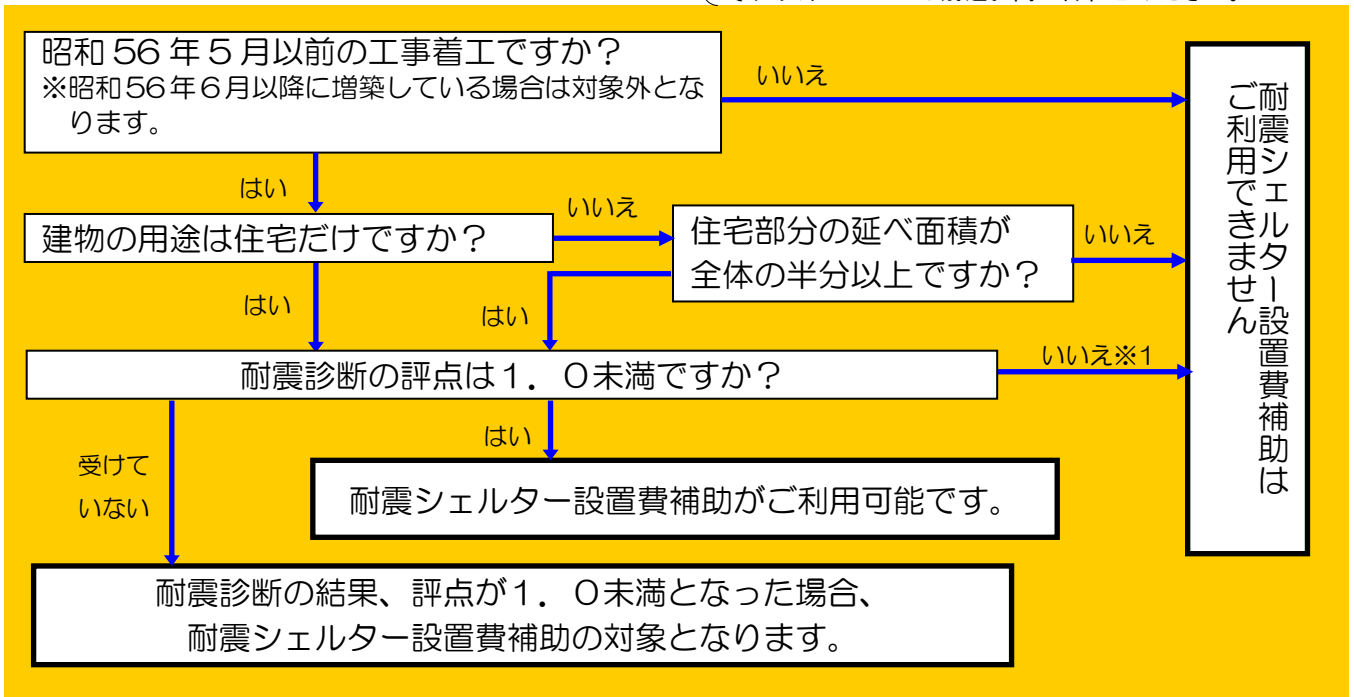 昭和56年5月以前の工事着工ですか？
※昭和56年6月以降に増築している場合は対象外とな
ります。
いいえ
はい
建物の用途は住宅だけですか？
いいえ
住宅部分の延べ面積が
全体の半分以上ですか？
いいえ
はい
はい
耐震診断の評点は１．０未満ですか？
いいえ※1
はい
受けて
いない
耐震シェルター設置費補助がご利用可能です。
耐震診断の結果、評点が１．０未満となった場合、
耐震シェルター設置費補助の対象となります。
耐震シェルター設置費補助は
ご利用できません